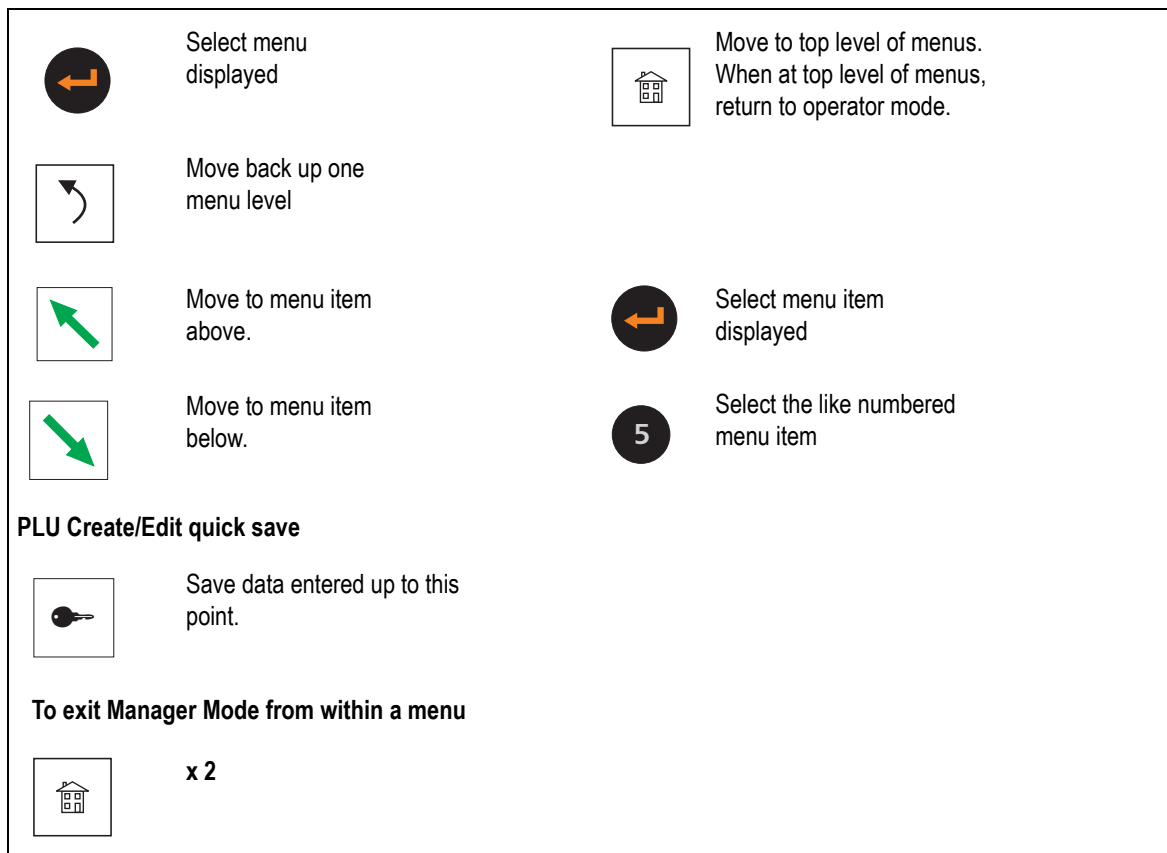 Select menu
displayed
Move to top level of menus.
When at top level of menus,
return to operator mode.
Move back up one
menu level
Move to menu item
above.
Select menu item
displayed
Move to menu item
below.
5
Select the like numbered
menu item
PLU Create/Edit quick save
Save data entered up to this
point.
To exit Manager Mode from within a menu
x 2